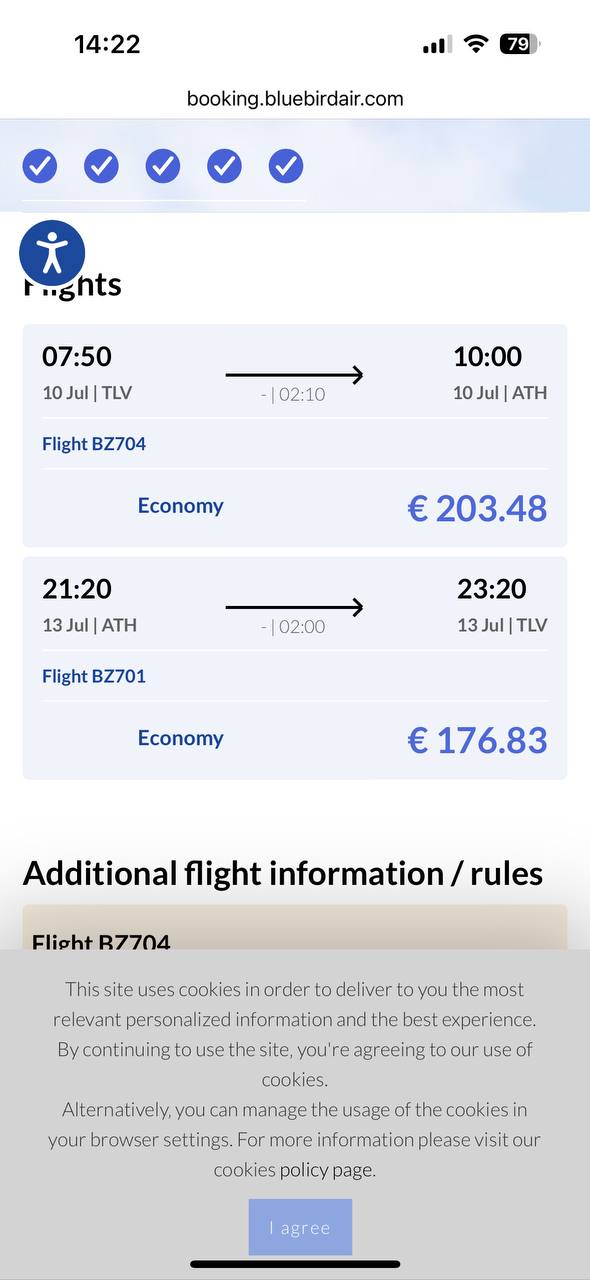 14:22
79
booking.bluebirdair.com
Flights
07:50
10:00
10 Jul | TLV
- | 02:10
10 Jul | ATH
Flight BZ704
Economy
€ 203.48
21:20
23:20
13 Jul | ATH
- | 02:00
13 Jul | TLV
Flight BZ701
Economy
€ 176.83
Additional flight information / rules
Flight BZ704
This site uses cookies in order to deliver to you the most
relevant personalized information and the best experience.
By continuing to use the site, you're agreeing to our use of
cookies.
Alternatively, you can manage the usage of the cookies in
your browser settings. For more information please visit our
cookies policy page.
I agree